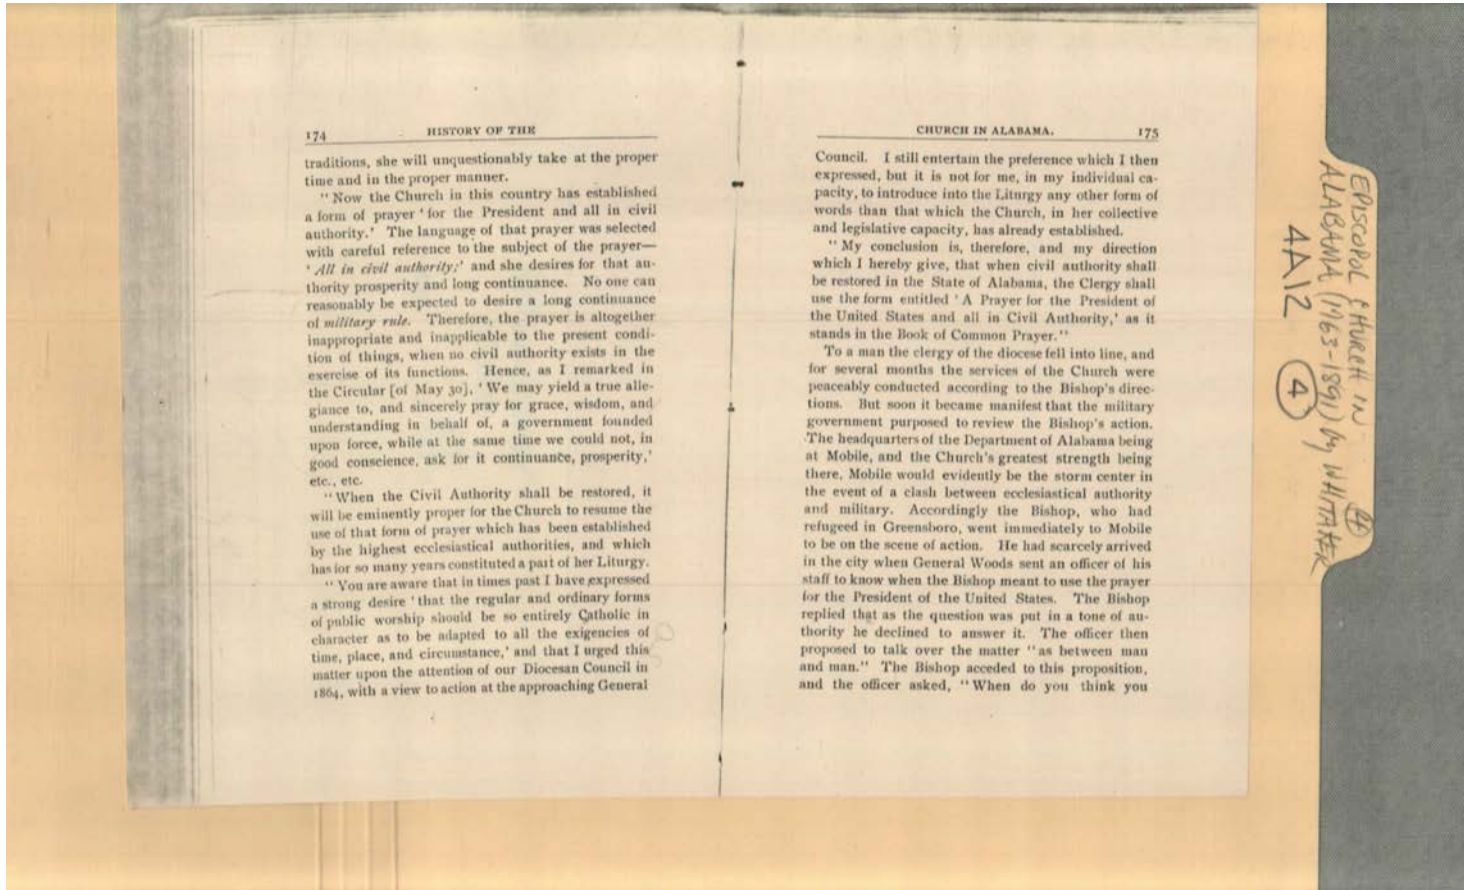 174
HISTORY OF THE
traditions, she will unquestionably take at the proper
time and in the proper manner.
“ Now the Church in this country has established
a form of prayer ‘ for the President and all in civil
authority.’ The language of that prayer was selected
with careful reference to the subject of the prayer—
‘ All in civil authority;’ and she desires for that au-
thority prosperity and long continuance. No one can
reasonably be expected to desire a long continuance
of military rule. Therefore, the prayer is altogether
inappropriate and inapplicable to the present condi-
tion of things, when no civil authority exists in the
exercise of its functions. Hence, as I remarked in
the Circular [of May 30], ‘ We may yield a true alle-
giance to, and sincerely pray for grace, wisdom, and
understanding in behalf of, a government founded
upon force, while at the same time we could not, in
good conscience, ask for it continuance, prosperity,’
etc., etc.
“ When the Civil Authority shall be restored, it
will be eminently proper for the Church to resume the
use of that form of prayer which has been established
by the highest ecclesiastical authorities, and which
has for so many years constituted a part of her Liturgy.
“ You are aware that in times past I have expressed
a strong desire ‘ that the regular and ordinary forms
of public worship should be so entirely Catholic in
character as to be adapted to all the exigencies of
time, place, and circumstance,’ and that I urged this
matter upon the attention of our Diocesan Council in
1864, with a view to action at the approaching General
CHURCH IN ALABAMA.
175
Council. I still entertain the preference which I then
expressed, but it is not for me, in my individual ca-
pacity, to introduce into the Liturgy any other form of
words than that which the Church, in her collective
and legislative capacity, has already established.
“ My conclusion is, therefore, and my direction
which I hereby give, that when civil authority shall
be restored in the State of Alabama, the Clergy shall
use the form entitled ‘ A Prayer for the President of
the United States and all in Civil Authority,’ as it
stands in the Book of Common Prayer.”
To a man the clergy of the diocese fell into line, and
for several months the services of the Church were
peaceably conducted according to the Bishop’s direc-
tions. But soon it became manifest that the military
government purposed to review the Bishop’s action.
The headquarters of the Department of Alabama being
at Mobile, and the Church’s greatest strength being
there, Mobile would evidently be the storm center in
the event of a clash between ecclesiastical authority
and military. Accordingly the Bishop, who had
refugeed in Greensboro, went immediately to Mobile
to be on the scene of action. He had scarcely arrived
in the city when General Woods sent an officer of his
staff to know when the Bishop meant to use the prayer
for the President of the United States. The Bishop
replied that as the question was put in a tone of au-
thority he declined to answer it. The officer then
proposed to talk over the matter “ as between man
and man.” The Bishop acceded to this proposition,
and the officer asked, “ When do you think you
EPISCOPOL CHURCH IN
ALABAMA (1763-1891) by WHITAKER
4A12
4